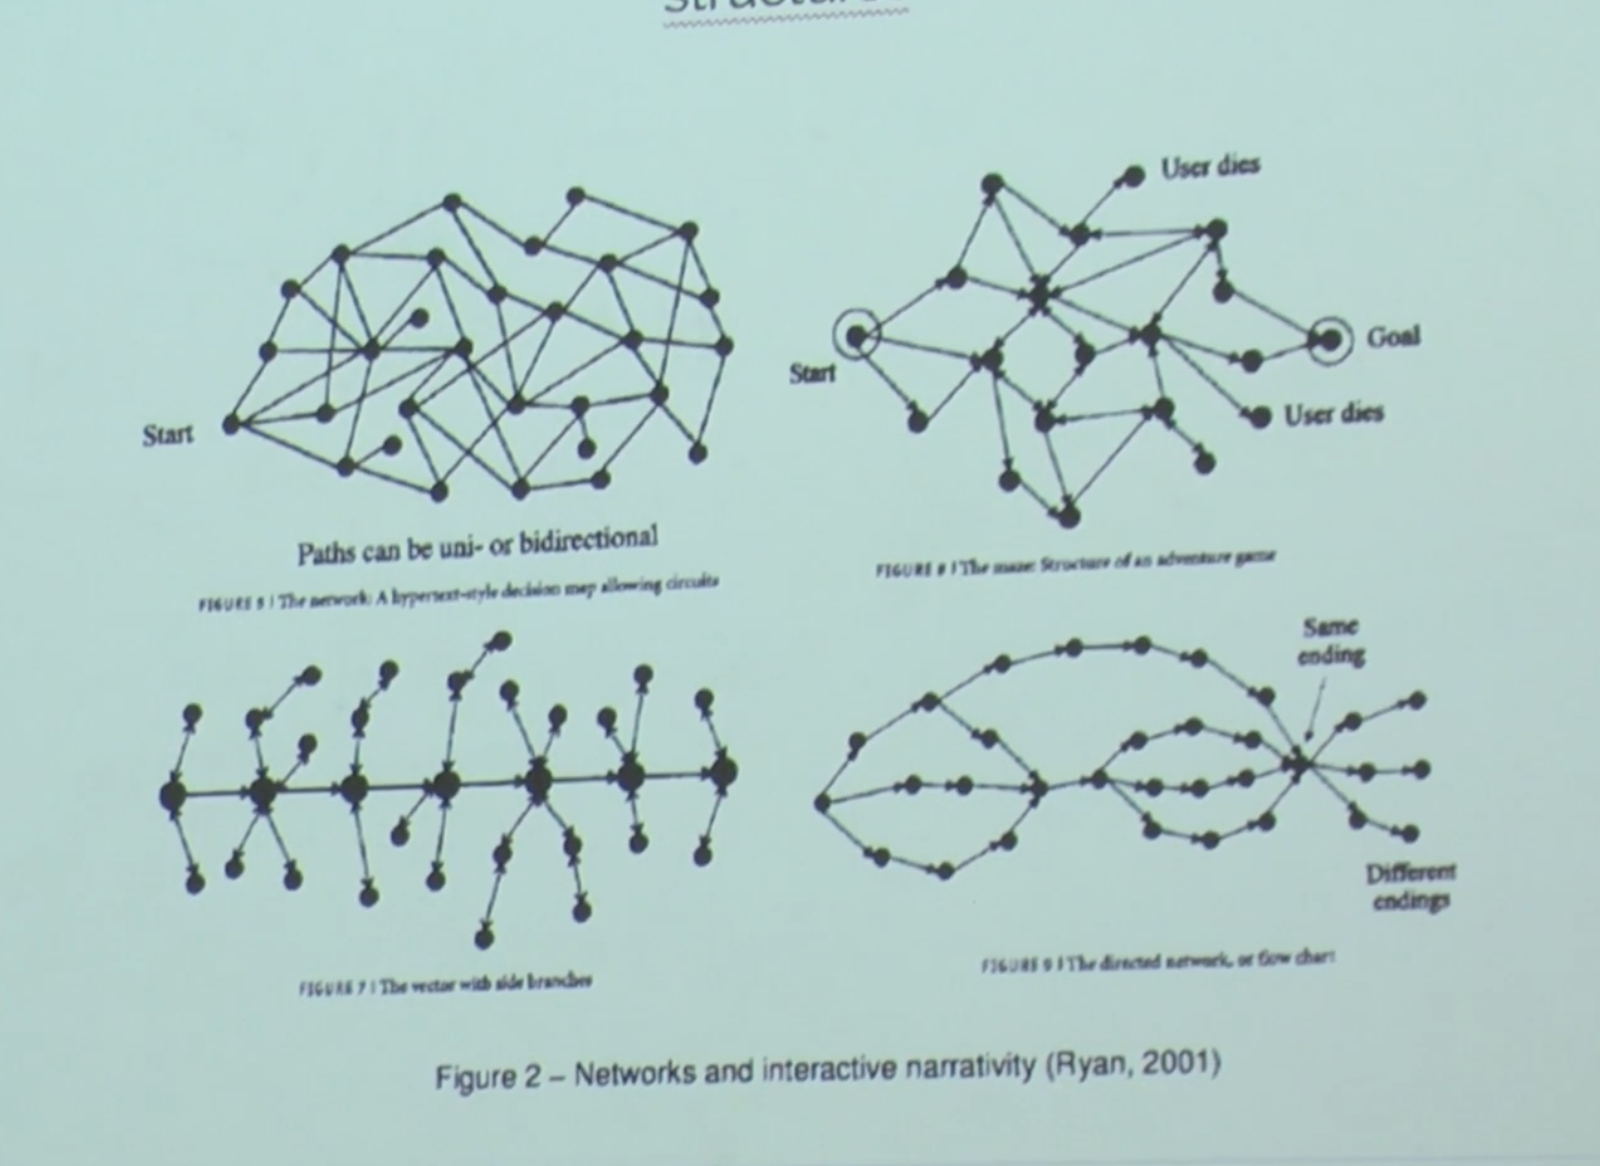 User dies
Start
Goal
Start
User dies
Paths can be uni- or bidirectional
FIGURE 8 | The maze: Structure of an adventure game
The network: A hypertext-style decision map allowing circuits
Same
ending
Different
endings
FIGURE 9 | The directed network, or flow chart
FIGURE 7 | The vector with side branches
Figure 2 – Networks and interactive narrativity (Ryan, 2001)